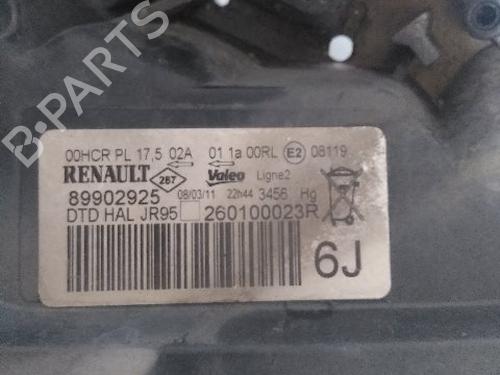 B-PARTS
00HCR PL 17,5 02A 01 1a 00RL E2 08119
RENAULT 267 Valeo Ligne2
89902925 08/03/11 22h44 3456 Hg
DTD HAL JR95 260100023R
6J